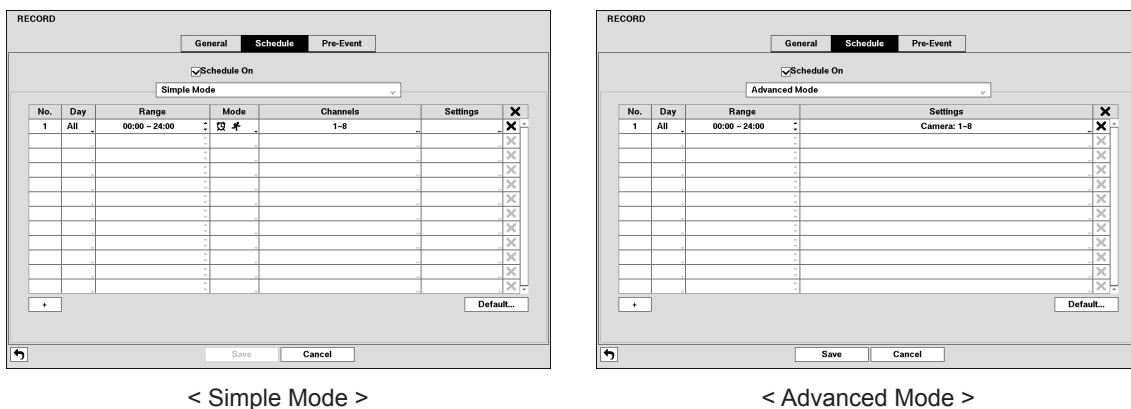 RECORD
General Schedule Pre-Event
Schedule On
Simple Mode
No. Day Range Mode Channels Settings
1 All 00:00 ~ 24:00 1~8
+ Default...
Save Cancel
< Simple Mode >
RECORD
General Schedule Pre-Event
Schedule On
Advanced Mode
No. Day Range Settings
1 All 00:00 ~ 24:00 Camera: 1~8
+ Default...
Save Cancel
< Advanced Mode >